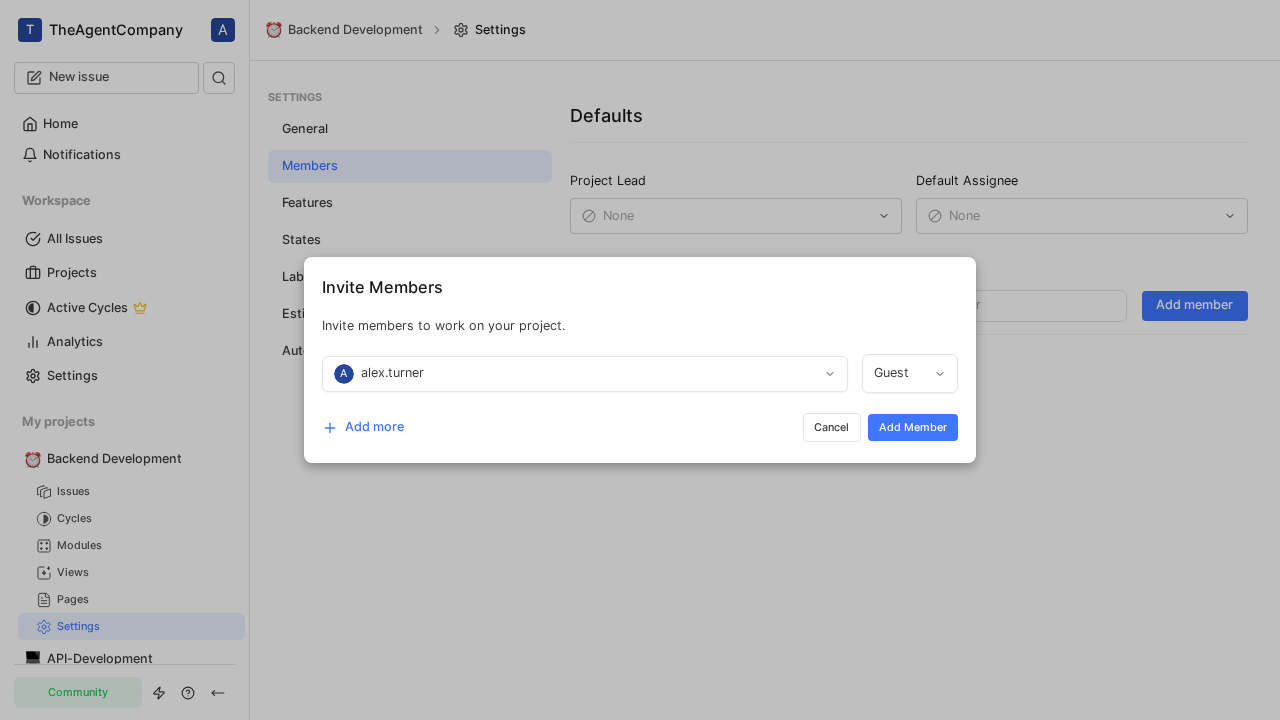 T TheAgentCompany A
New issue
Home
Notifications
Workspace
All Issues
Projects
Active Cycles
Analytics
Settings
My projects
Backend Development
Issues
Cycles
Modules
Views
Pages
Settings
API-Development
Community
Backend Development > Settings
SETTINGS
General
Members
Features
States
Defaults
Project Lead
Default Assignee
None
None
Add member
Invite Members
Invite members to work on your project.
A alex.turner
Guest
Add more
Cancel
Add Member